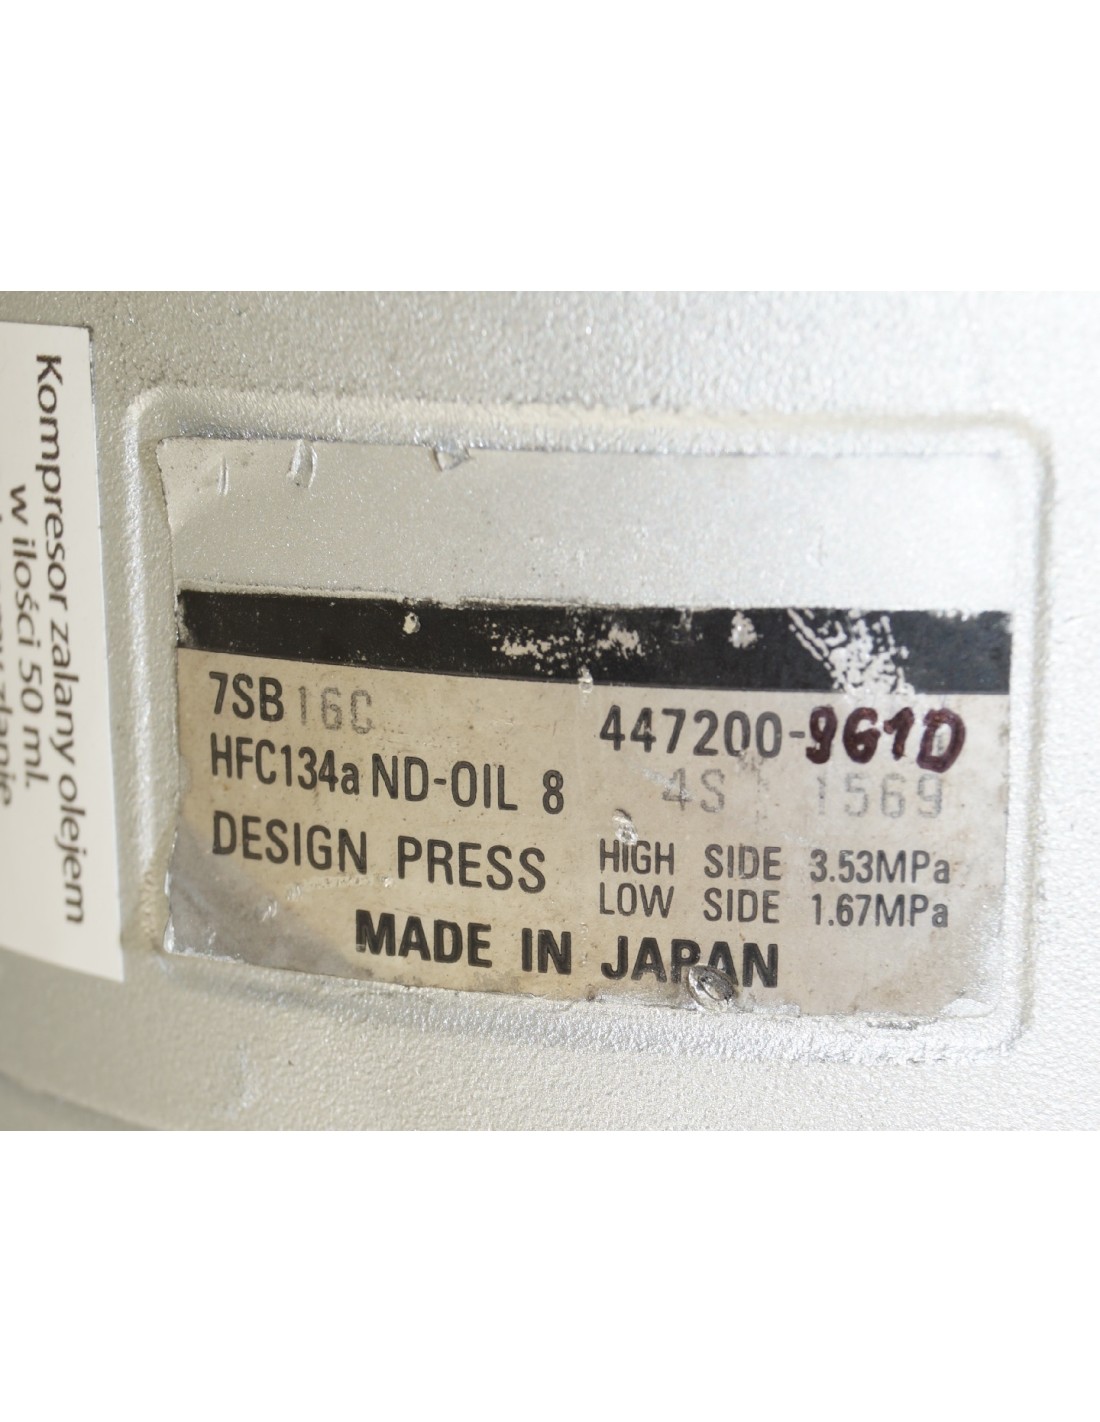 Kompresor zalany olejem
w ilości 50 ml.
7SB16C
447200-961D
HFC134a ND-OIL 8
4S 1569
DESIGN PRESS
HIGH SIDE 3.53MPa
LOW SIDE 1.67MPa
MADE IN JAPAN